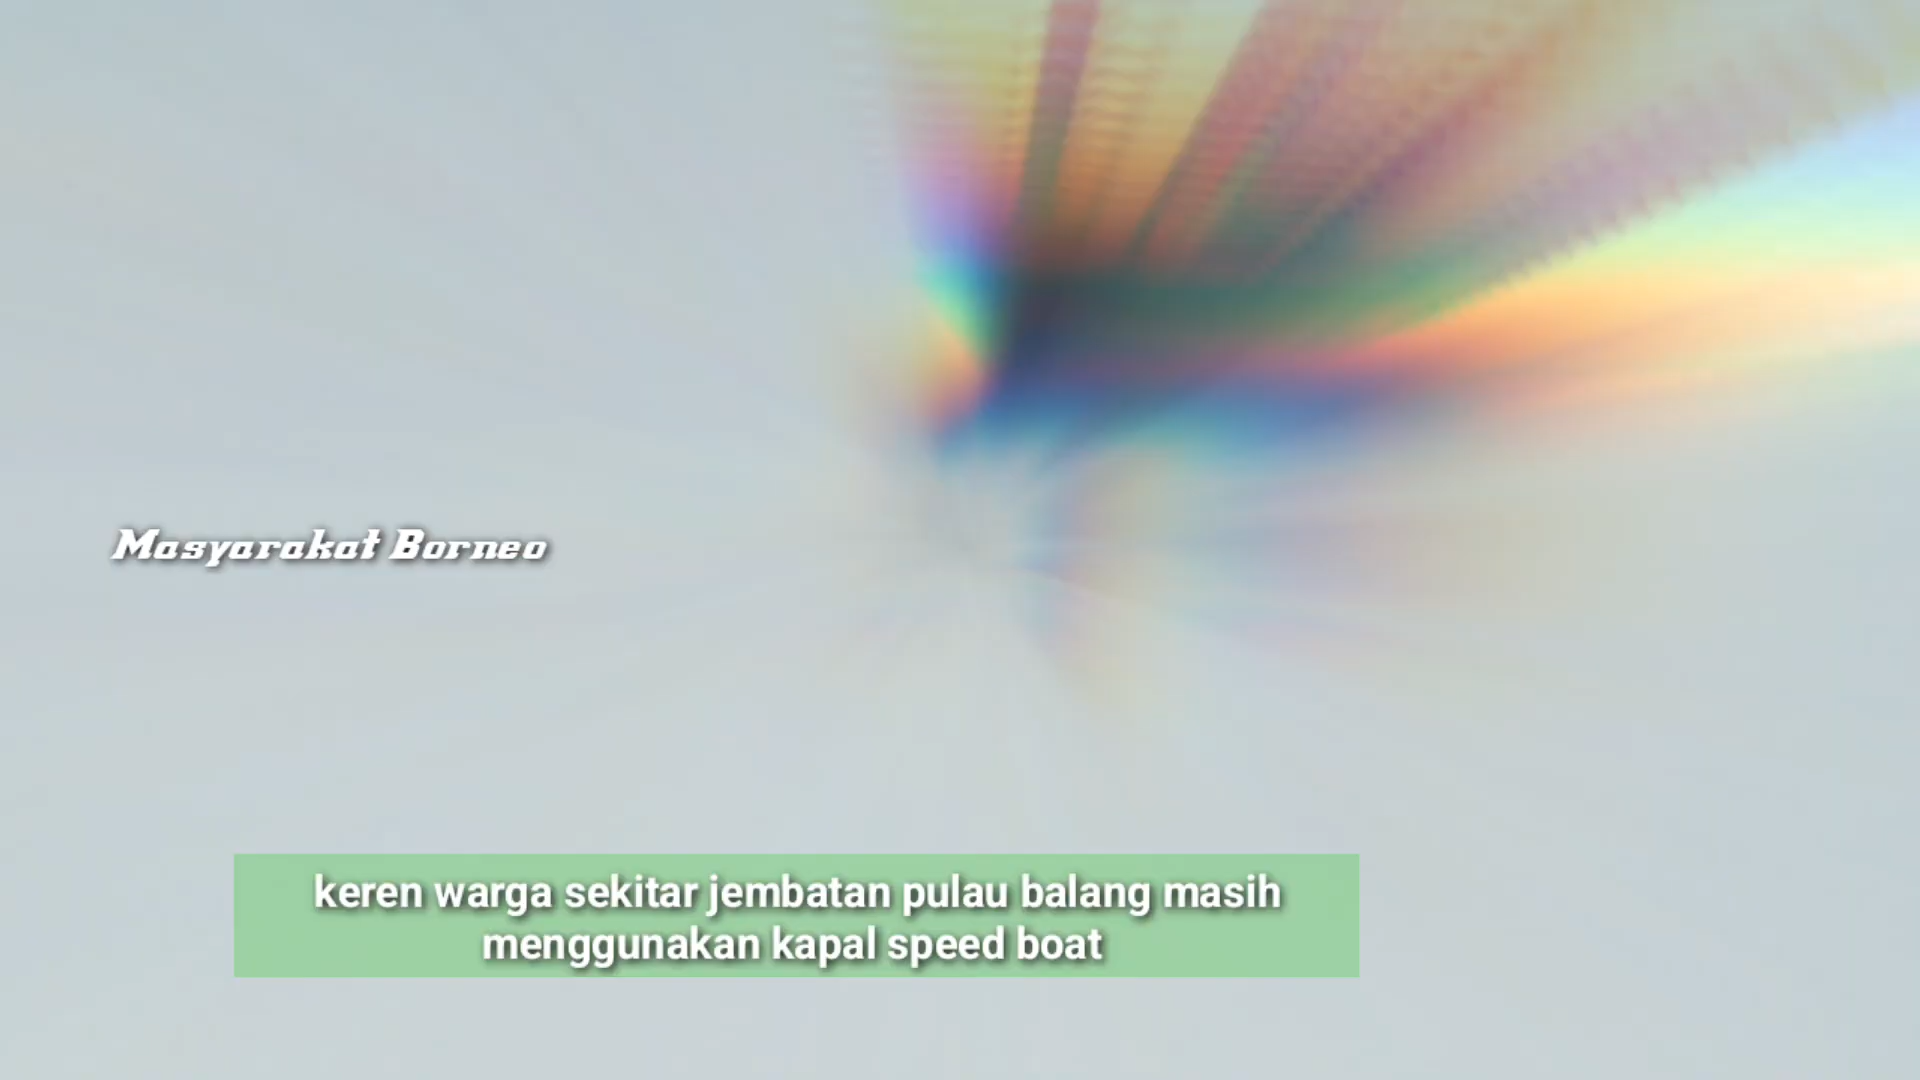 Masyarakat Borneo
keren warga sekitar jembatan pulau balang masih
menggunakan kapal speed boat